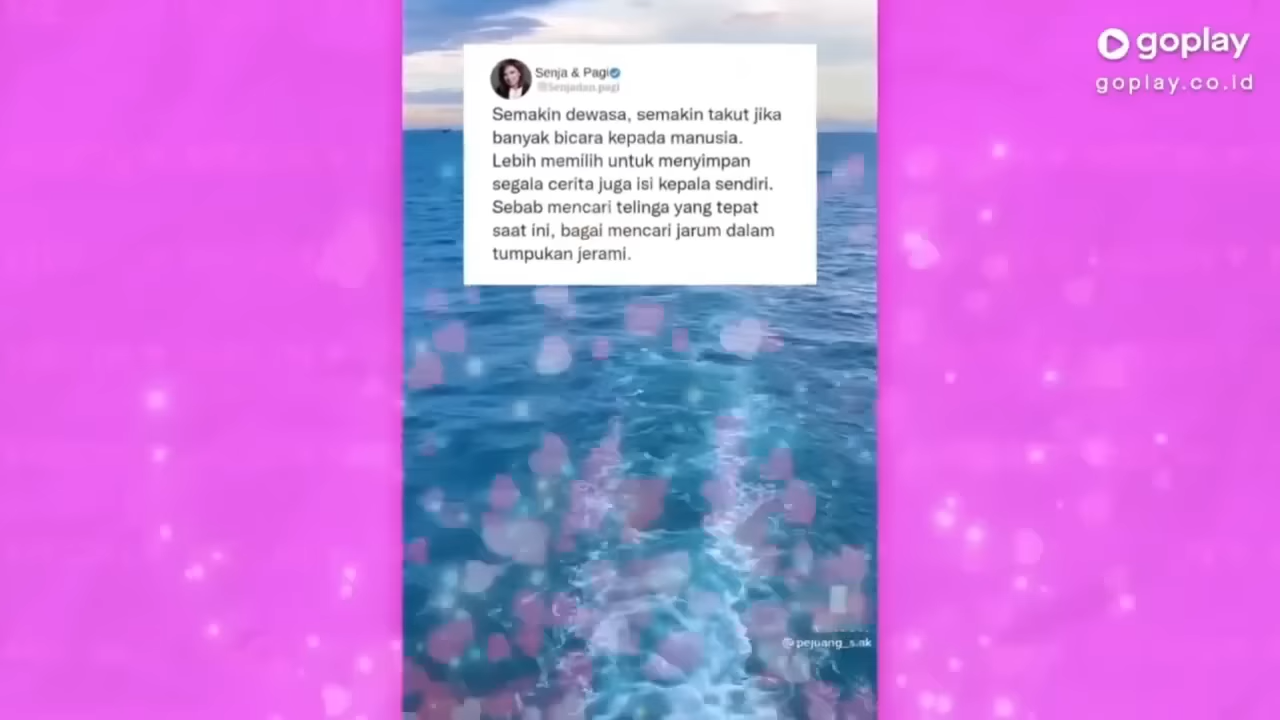 goplay
goplay.co.id
Senja & Pagi
@Senjadan.pagi
Semakin dewasa, semakin takut jika
banyak bicara kepada manusia.
Lebih memilih untuk menyimpan
segala cerita juga isi kepala sendiri.
Sebab mencari telinga yang tepat
saat ini, bagai mencari jarum dalam
tumpukan jerami.